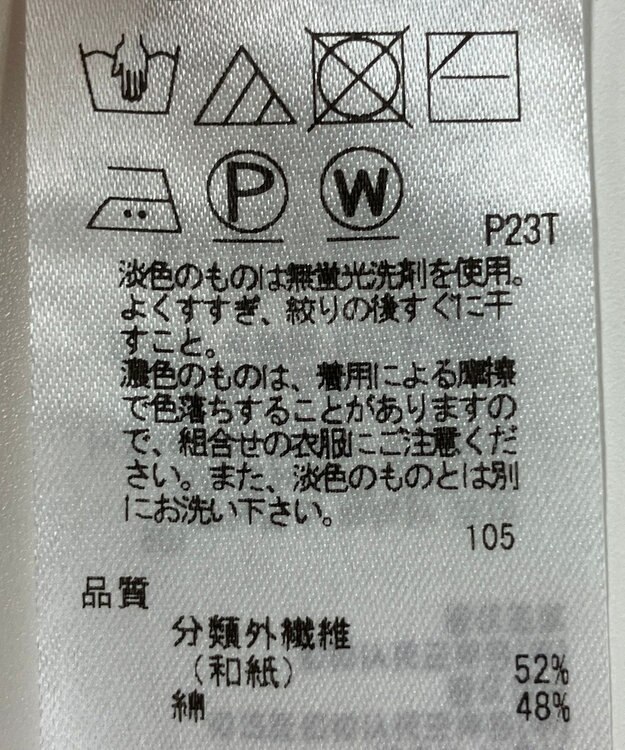 P W
P23T
淡色のものは無蛍光洗剤を使用。
よくすすぎ、絞りの後すぐに干
すこと。
濃色のものは、着用による摩擦
で色落ちすることがありますの
で、組合せの衣服にご注意くだ
さい。また、淡色のものとは別
にお洗い下さい。
105
品質
分類外繊維
(和紙) 52%
綿 48%